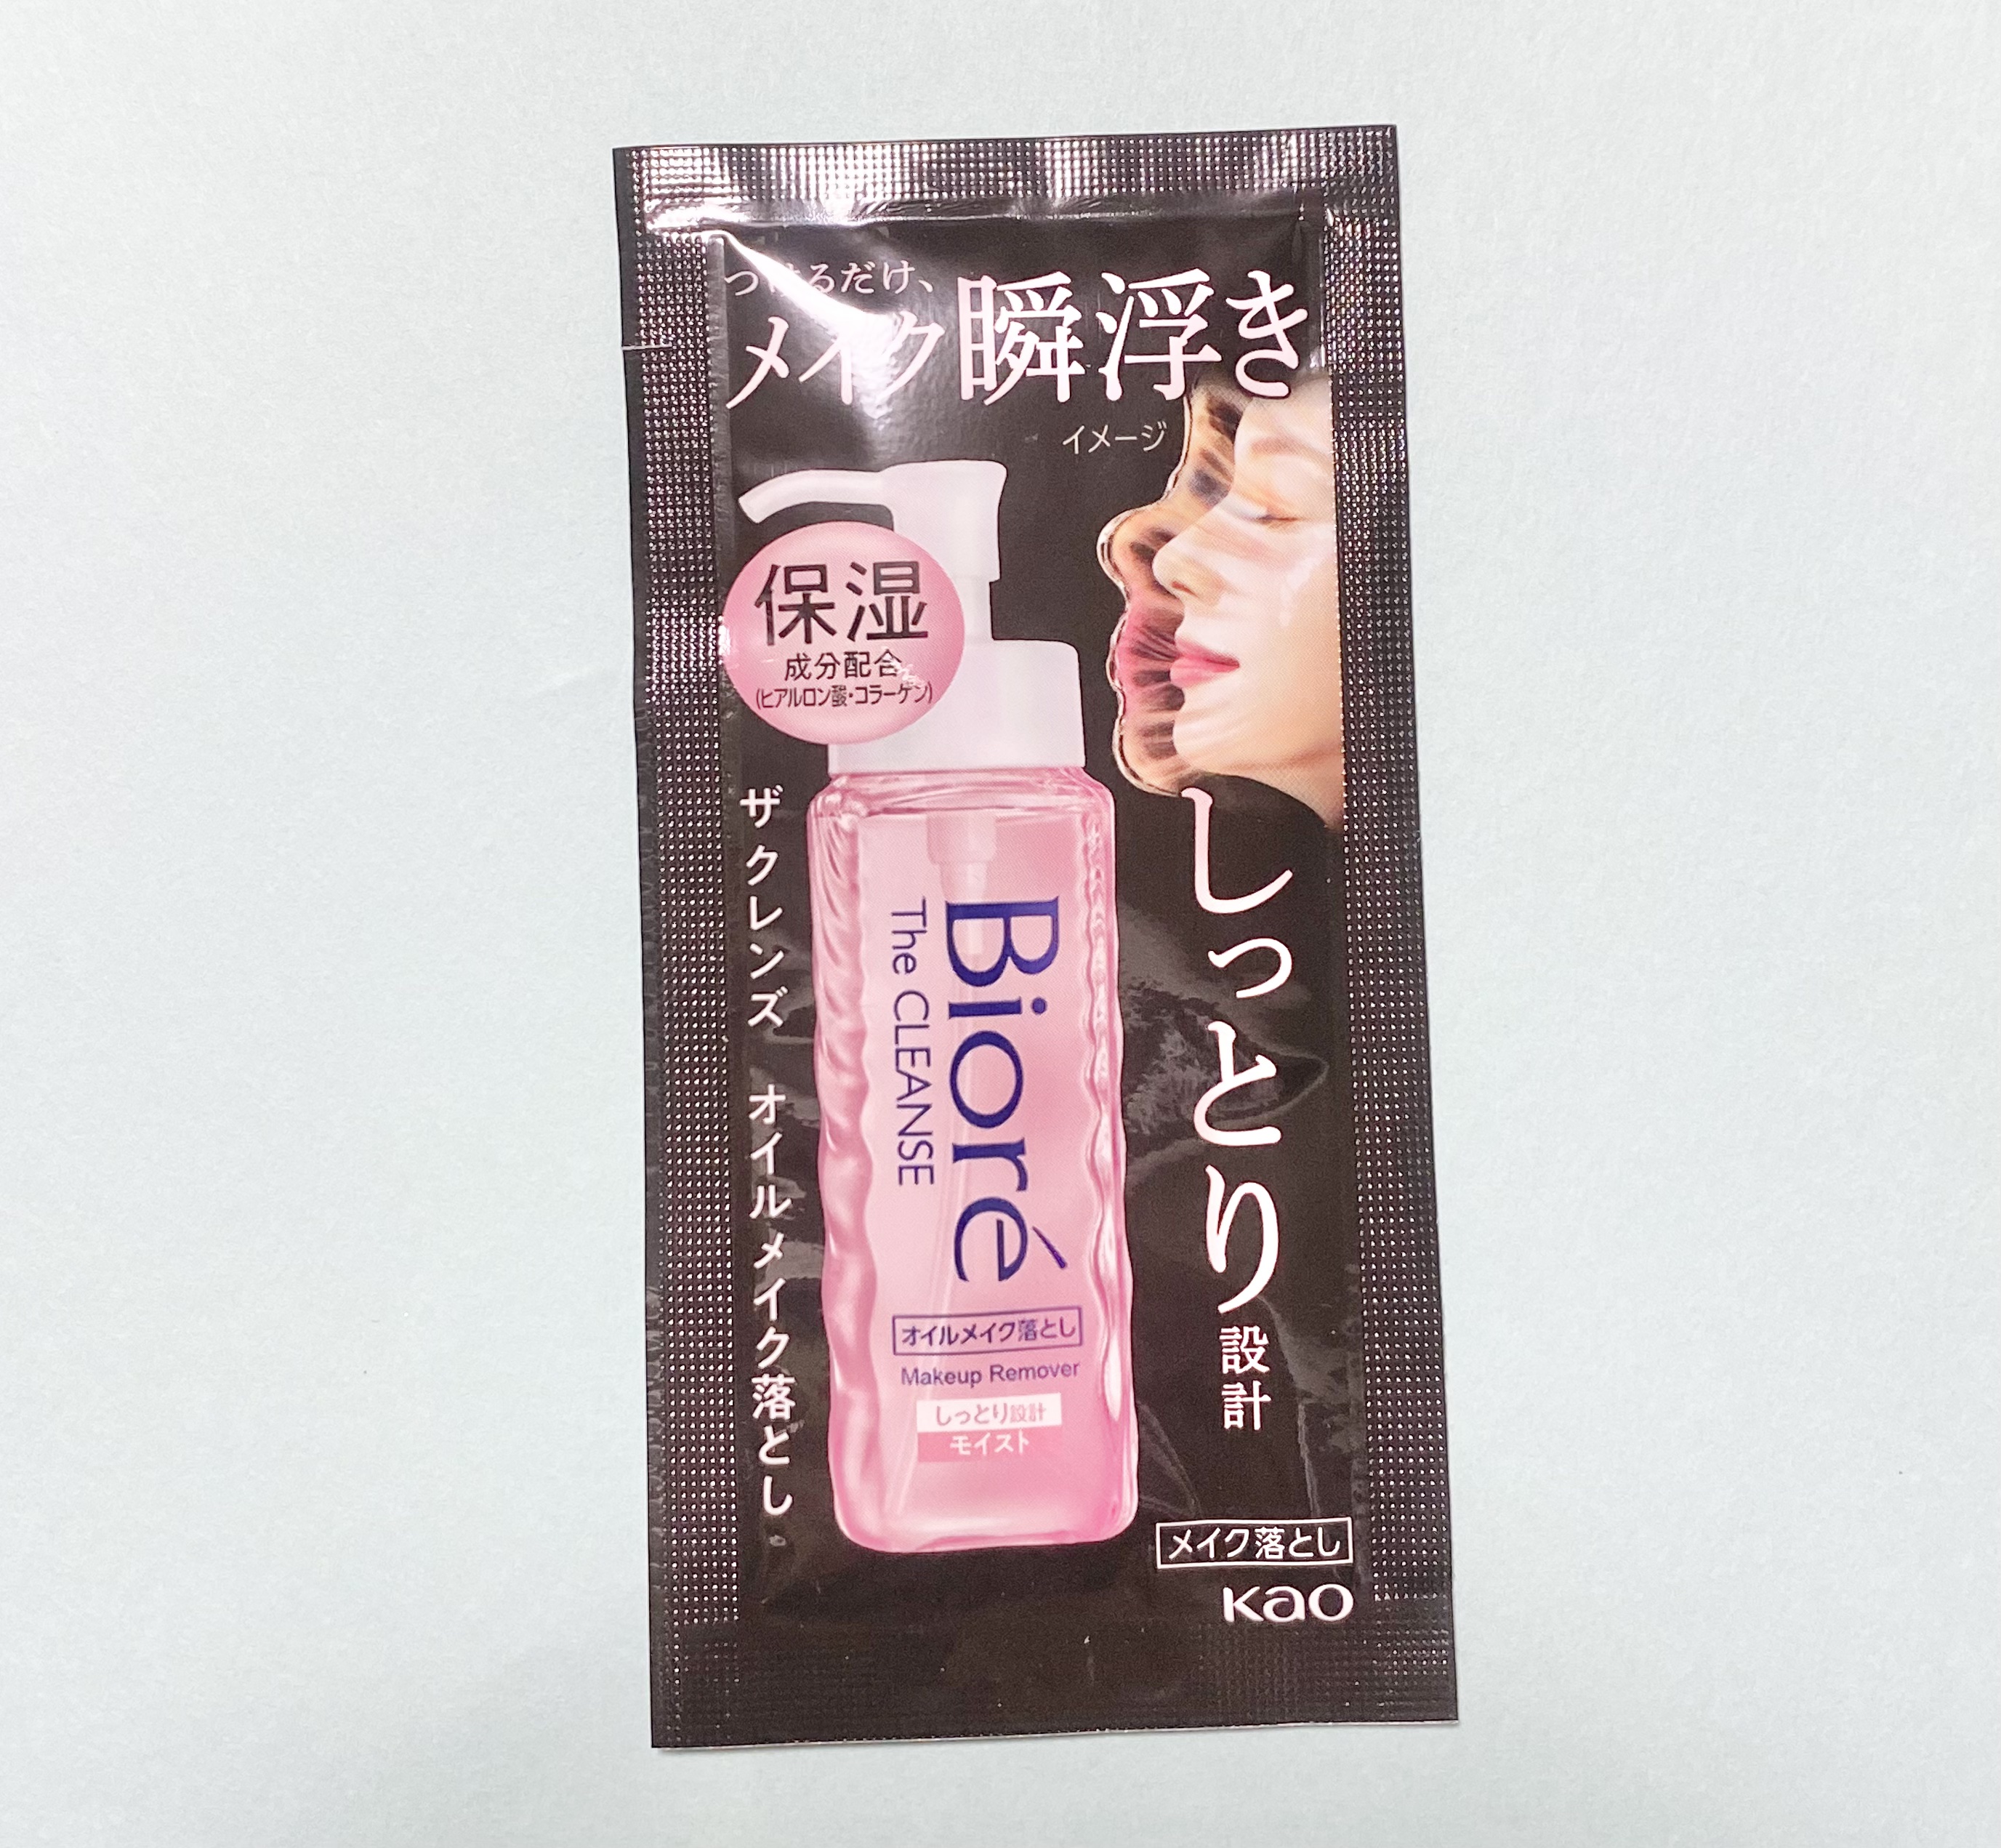 つけるだけ、
メイク瞬浮き
イメージ
保湿
成分配合
(ヒアルロン酸・コラーゲン)
しっとり設計
ザ クレンズ オイルメイク落とし
Bioré
The CLEANSE
オイルメイク落とし
Makeup Remover
しっとり設計
モイスト
メイク落とし
Kao